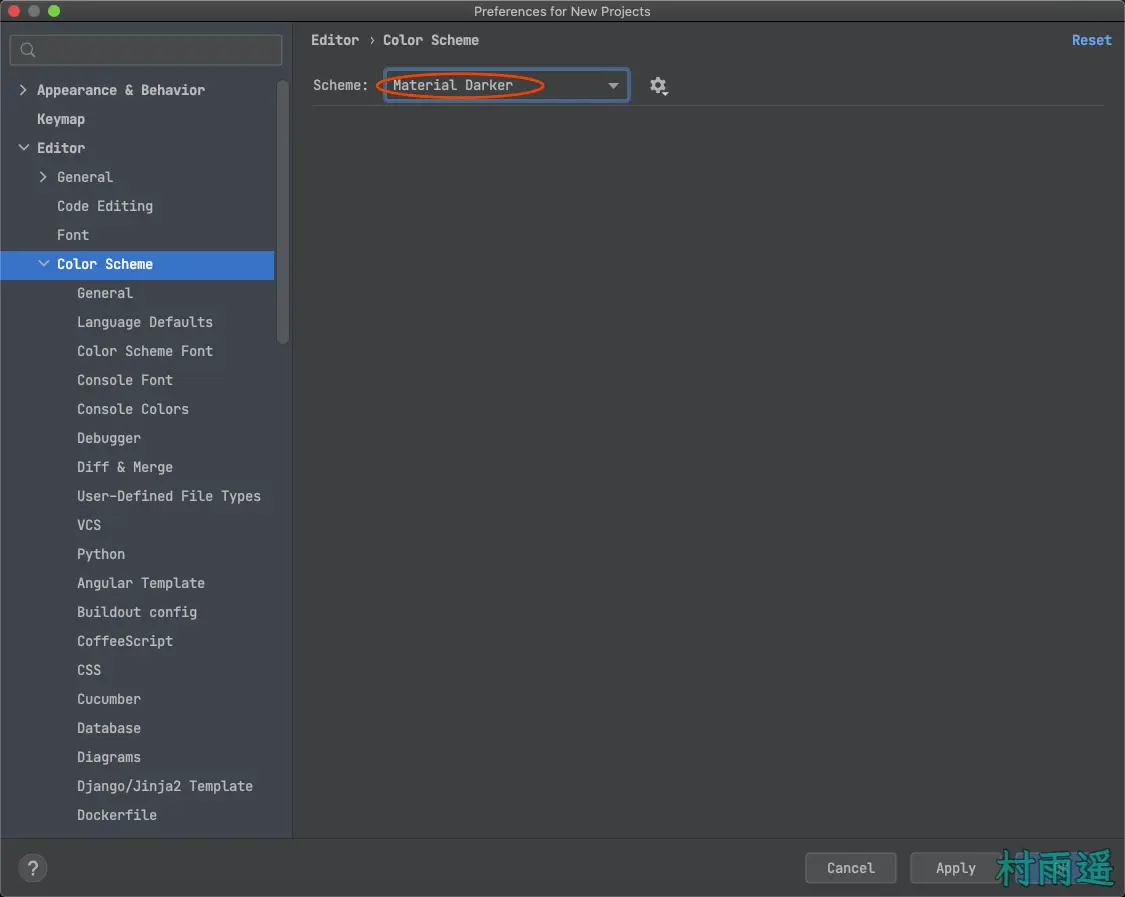 Preferences for New Projects
Editor › Color Scheme
Reset
Scheme: Material Darker
Appearance & Behavior
Keymap
Editor
General
Code Editing
Font
Color Scheme
General
Language Defaults
Color Scheme Font
Console Font
Console Colors
Debugger
Diff & Merge
User-Defined File Types
VCS
Python
Angular Template
Buildout config
CoffeeScript
CSS
Cucumber
Database
Diagrams
Django/Jinja2 Template
Dockerfile
?
Cancel
Apply
村雨遥